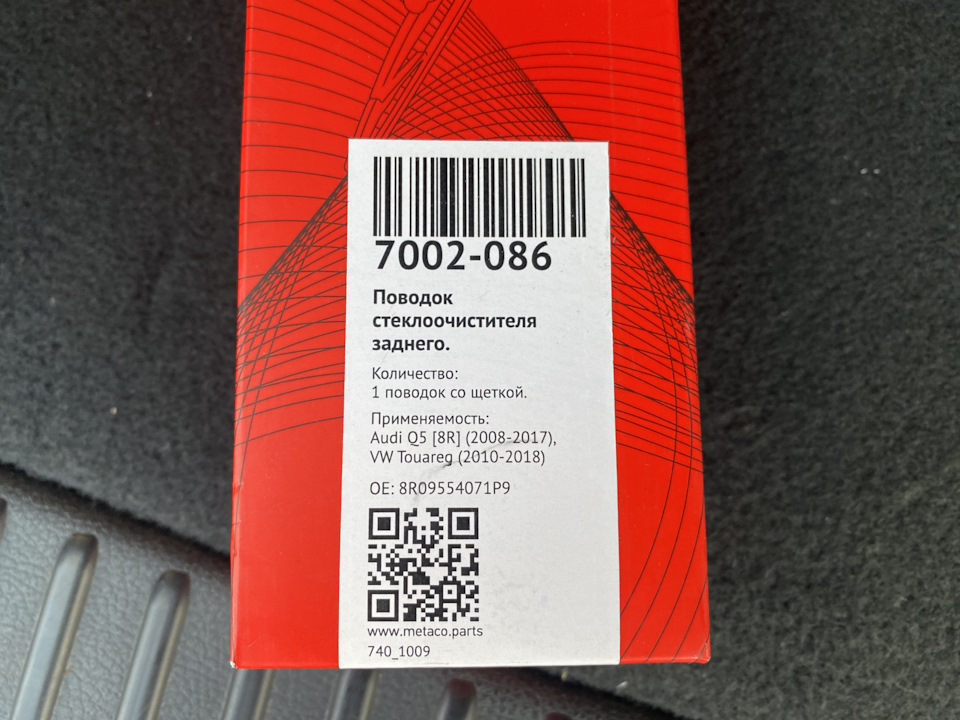 7002-086
Поводок
стеклоочистителя
заднего.
Количество:
1 поводок со щеткой.
Применяемость:
Audi Q5 [8R] (2008-2017),
VW Touareg (2010-2018)
OE: 8R09554071P9
www.metaco.parts
740_1009